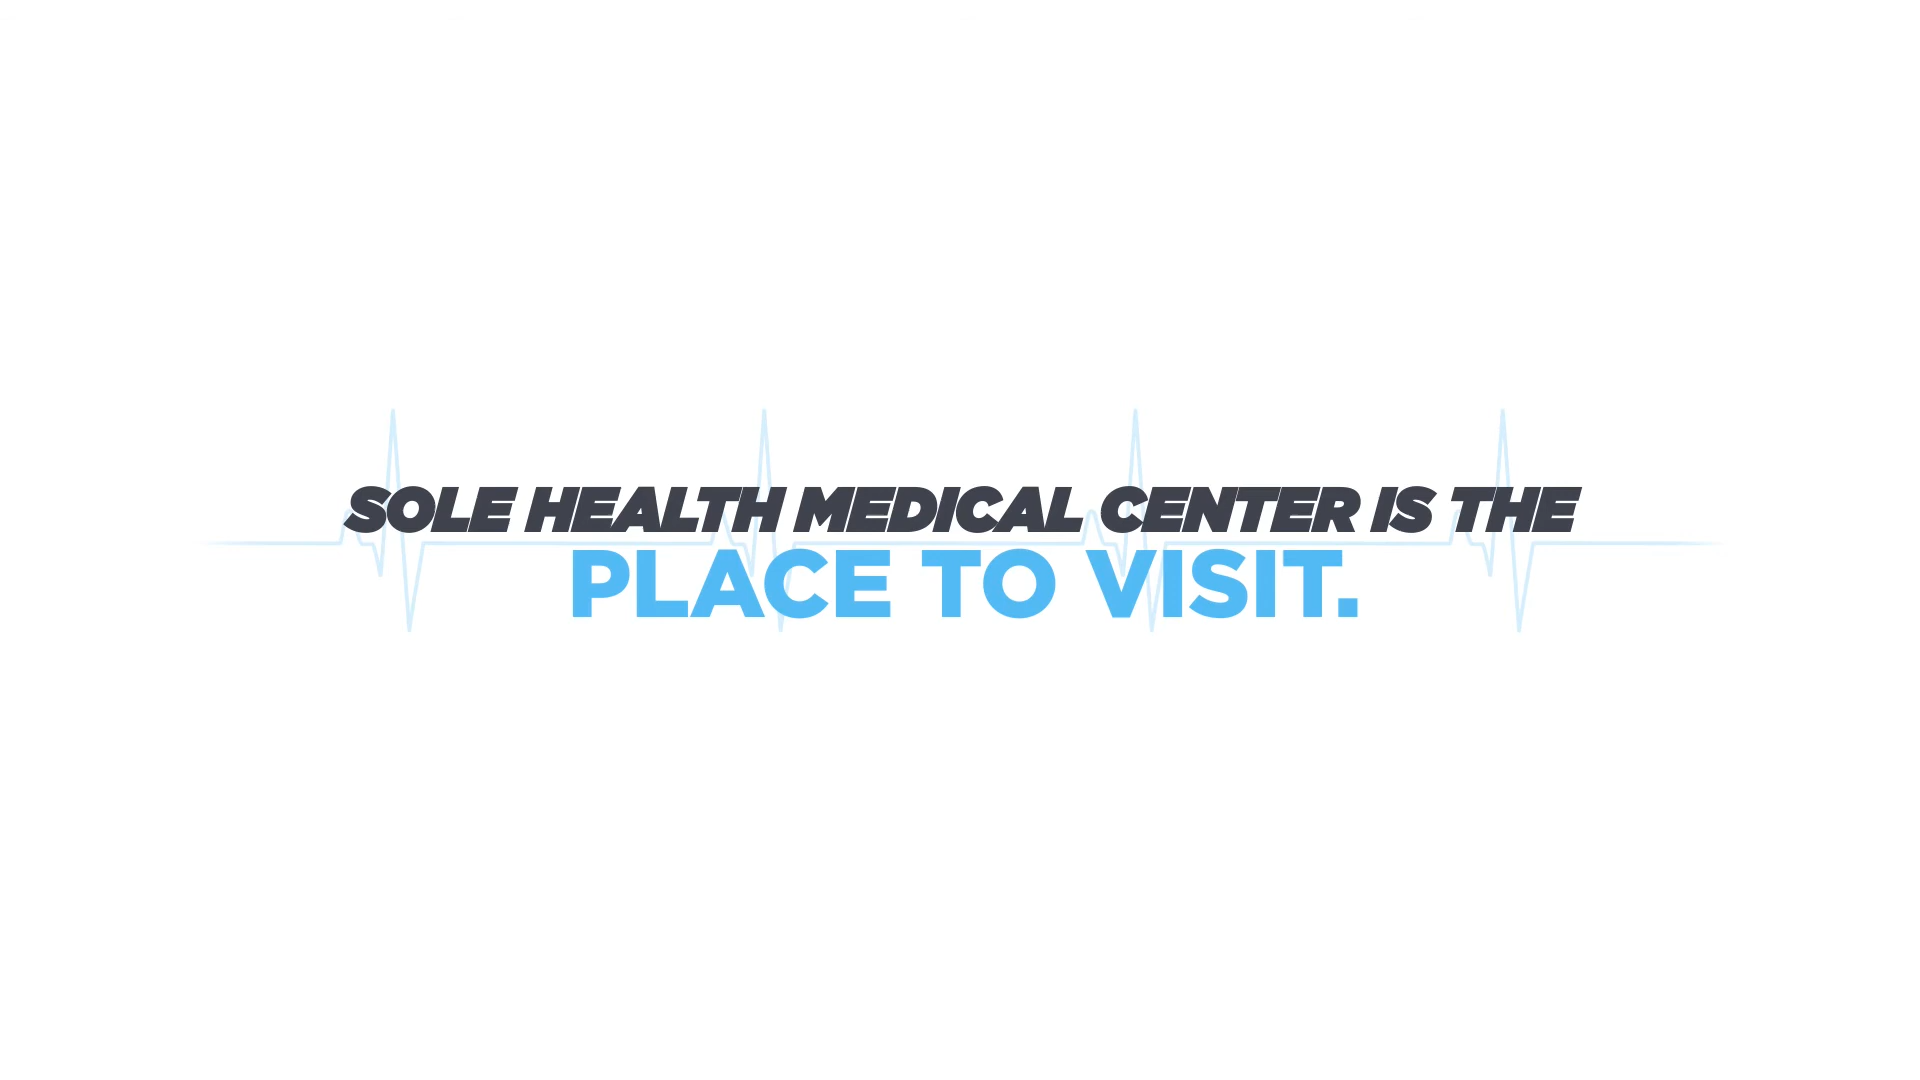 SOLE HEALTH MEDICAL CENTER IS THE
PLACE TO VISIT.